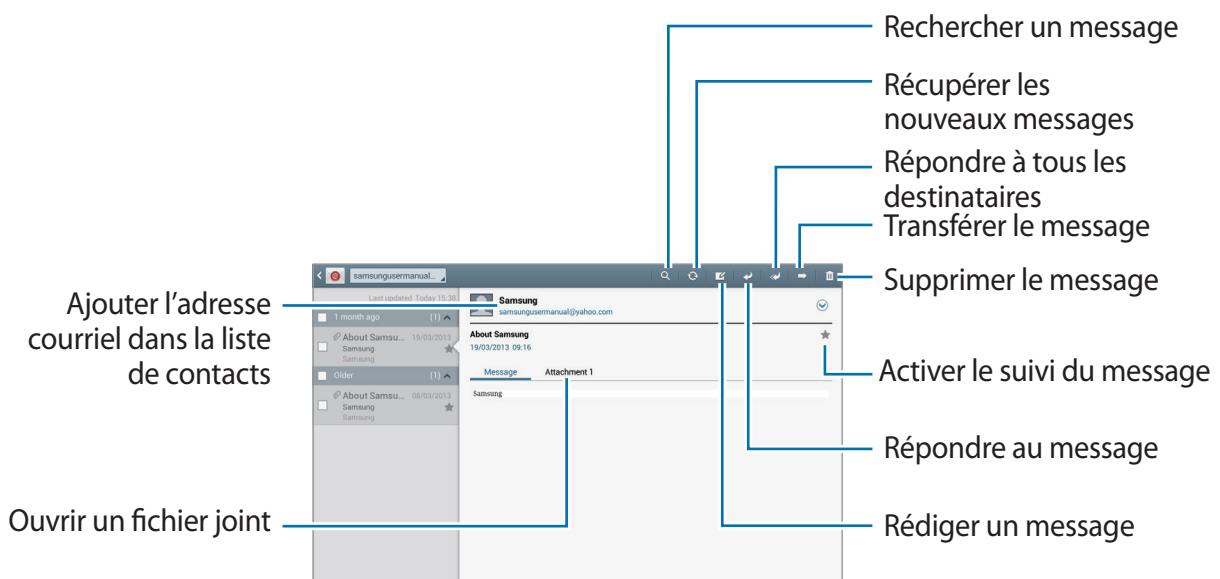 Rechercher un message
Récupérer les
nouveaux messages
Répondre à tous les
destinataires
Transférer le message
Supprimer le message
Activer le suivi du message
Répondre au message
Rédiger un message
Ajouter l’adresse
courriel dans la liste
de contacts
Ouvrir un fichier joint
samsungusermanual...
Last updated Today 15:38
1 month ago (1)
About Samsu... 19/03/2013
Samsung
Samsung
Older (1)
About Samsu... 08/03/2013
Samsung
Samsung
Samsung
samsungusermanual@yahoo.com
About Samsung
19/03/2013 09:16
Message Attachment 1
Samsung